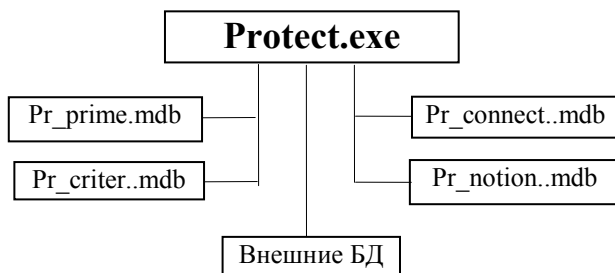 Protect.exe
Pr_prime.mdb
Pr_connect..mdb
Pr_criter..mdb
Pr_notion..mdb
Внешние БД